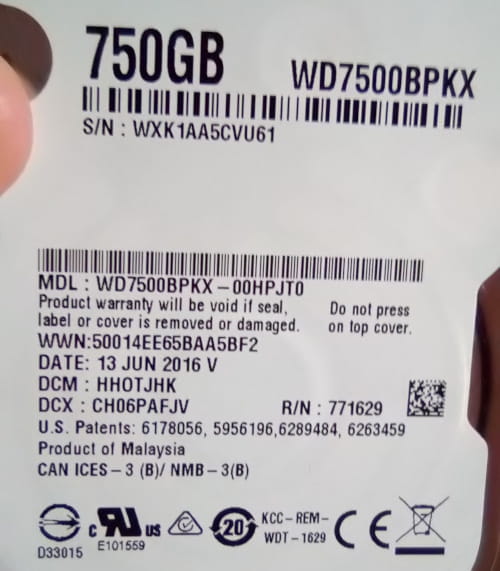 750GB
WD7500BPKX
S/N : WXK1AA5CVU61
MDL : WD7500BPKX-00HPJT0
Product warranty will be void if seal,
label or cover is removed or damaged.
Do not press
on top cover.
WWN:50014EE65BAA5BF2
DATE: 13 JUN 2016 V
DCM : HHOTJHK
DCX : CH06PAFJV
R/N : 771629
U.S. Patents: 6178056, 5956196,6289484, 6263459
Product of Malaysia
CAN ICES-3 (B)/ NMB-3(B)
D33015
c RU US
E101559
20
KCC-REM-
WDT-1629
CE